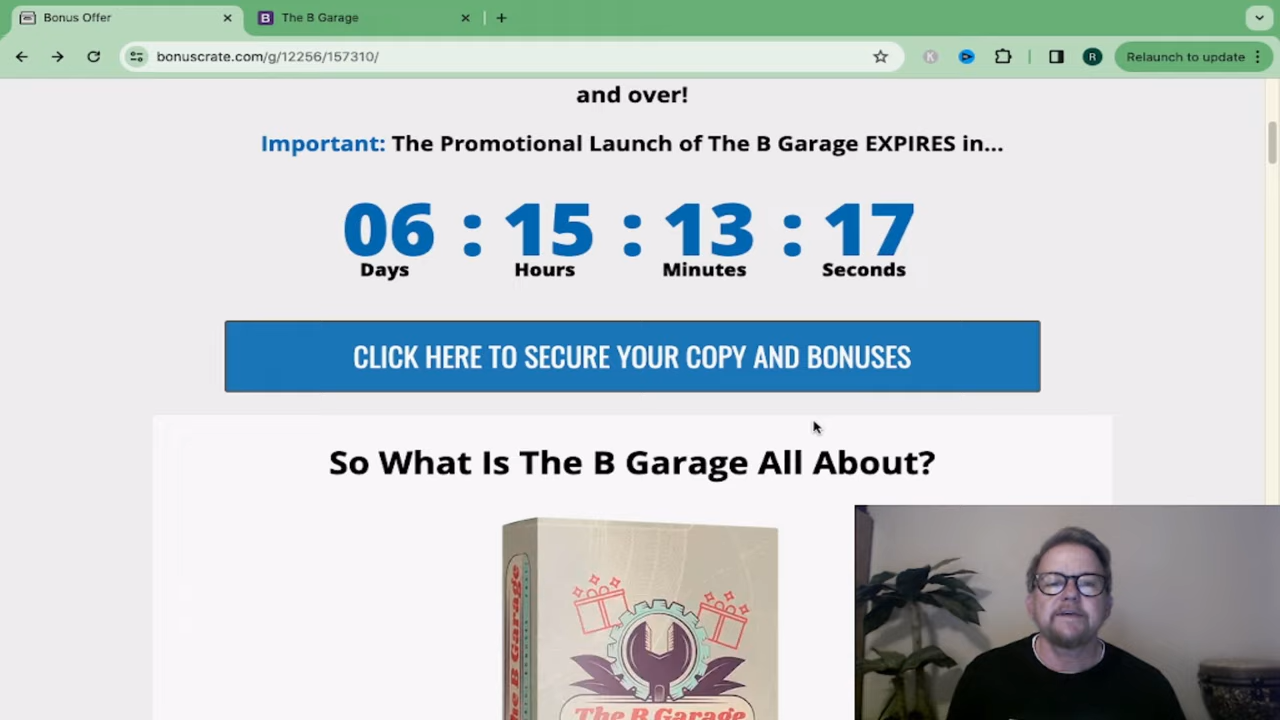 Bonus Offer
B The B Garage
bonuscrate.com/g/12256/157310/
K
R
Relaunch to update
and over!
Important: The Promotional Launch of The B Garage EXPIRES in...
06 : 15 : 13 : 17
Days Hours Minutes Seconds
CLICK HERE TO SECURE YOUR COPY AND BONUSES
So What Is The B Garage All About?
The B Garage
The B Garage